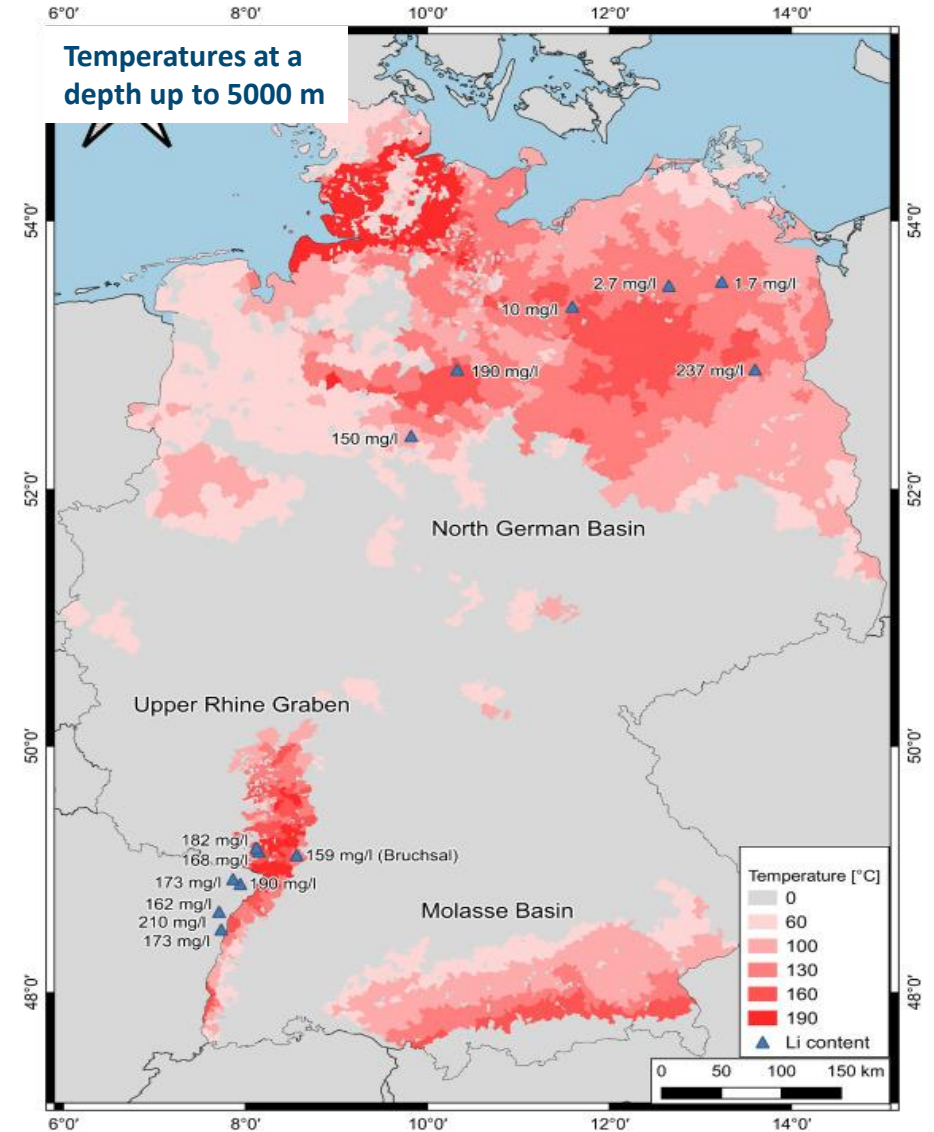 6°0' 8°0' 10°0' 12°0' 14°0'
Temperatures at a
depth up to 5000 m
54°0' 54°0'
2.7 mg/l 1.7 mg/l
10 mg/l
190 mg/l 237 mg/l
150 mg/l
52°0' 52°0'
North German Basin
Upper Rhine Graben
50°0' 50°0'
182 mg/l
168 mg/l 159 mg/l (Bruchsal)
173 mg/l 190 mg/l
162 mg/l
210 mg/l
173 mg/l
Molasse Basin
48°0' 48°0'
Temperature [°C]
0
60
100
130
160
190
Li content
0 50 100 150 km
6°0' 8°0' 10°0' 12°0' 14°0'